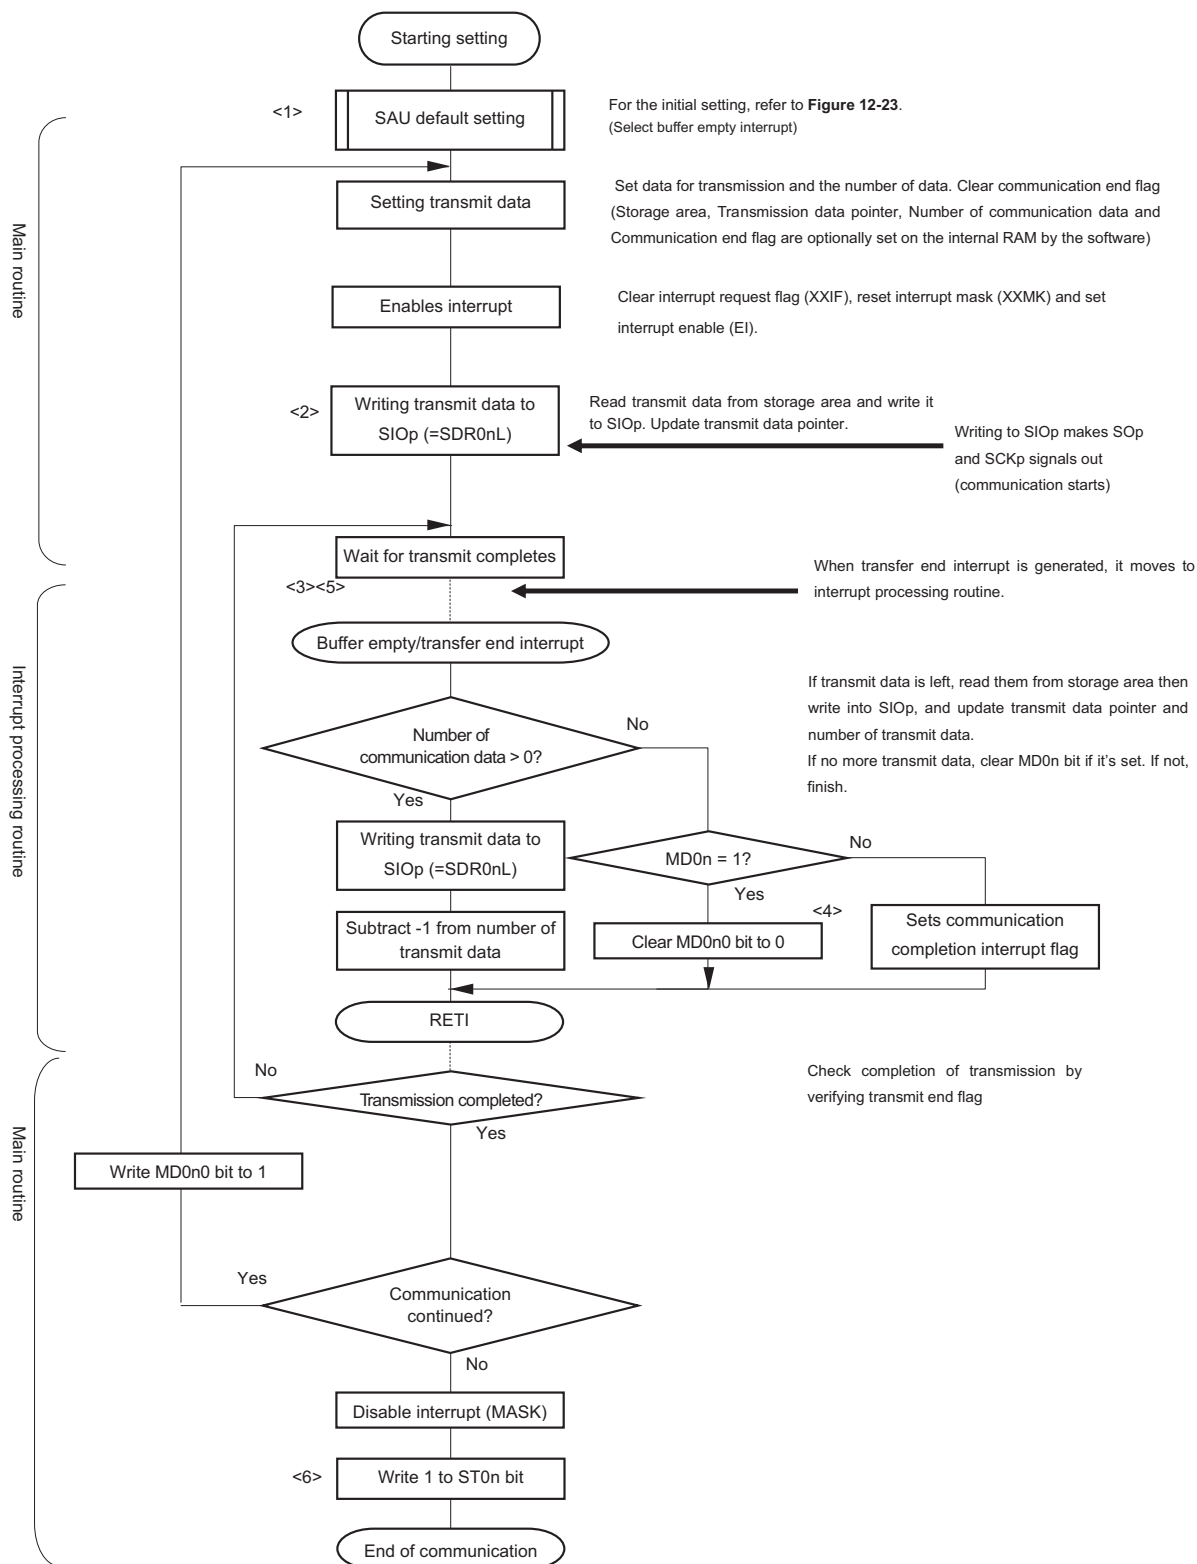 Starting setting
<1>
SAU default setting
For the initial setting, refer to Figure 12-23.
(Select buffer empty interrupt)
Main routine
Setting transmit data
Set data for transmission and the number of data. Clear communication end flag
(Storage area, Transmission data pointer, Number of communication data and
Communication end flag are optionally set on the internal RAM by the software)
Enables interrupt
Clear interrupt request flag (XXIF), reset interrupt mask (XXMK) and set
interrupt enable (EI).
<2>
Writing transmit data to
SIOp (=SDR0nL)
Read transmit data from storage area and write it
to SIOp. Update transmit data pointer.
Writing to SIOp makes SOp
and SCKp signals out
(communication starts)
Wait for transmit completes
<3><5>
When transfer end interrupt is generated, it moves to
interrupt processing routine.
Interrupt processing routine
Buffer empty/transfer end interrupt
If transmit data is left, read them from storage area then
write into SIOp, and update transmit data pointer and
number of transmit data.
If no more transmit data, clear MD0n bit if it's set. If not,
finish.
Number of
communication data > 0?
No
Yes
Writing transmit data to
SIOp (=SDR0nL)
MD0n = 1?
No
Yes
<4>
Subtract -1 from number of
transmit data
Clear MD0n0 bit to 0
Sets communication
completion interrupt flag
RETI
Main routine
No
Transmission completed?
Yes
Check completion of transmission by
verifying transmit end flag
Write MD0n0 bit to 1
Yes
Communication
continued?
No
Disable interrupt (MASK)
<6>
Write 1 to ST0n bit
End of communication